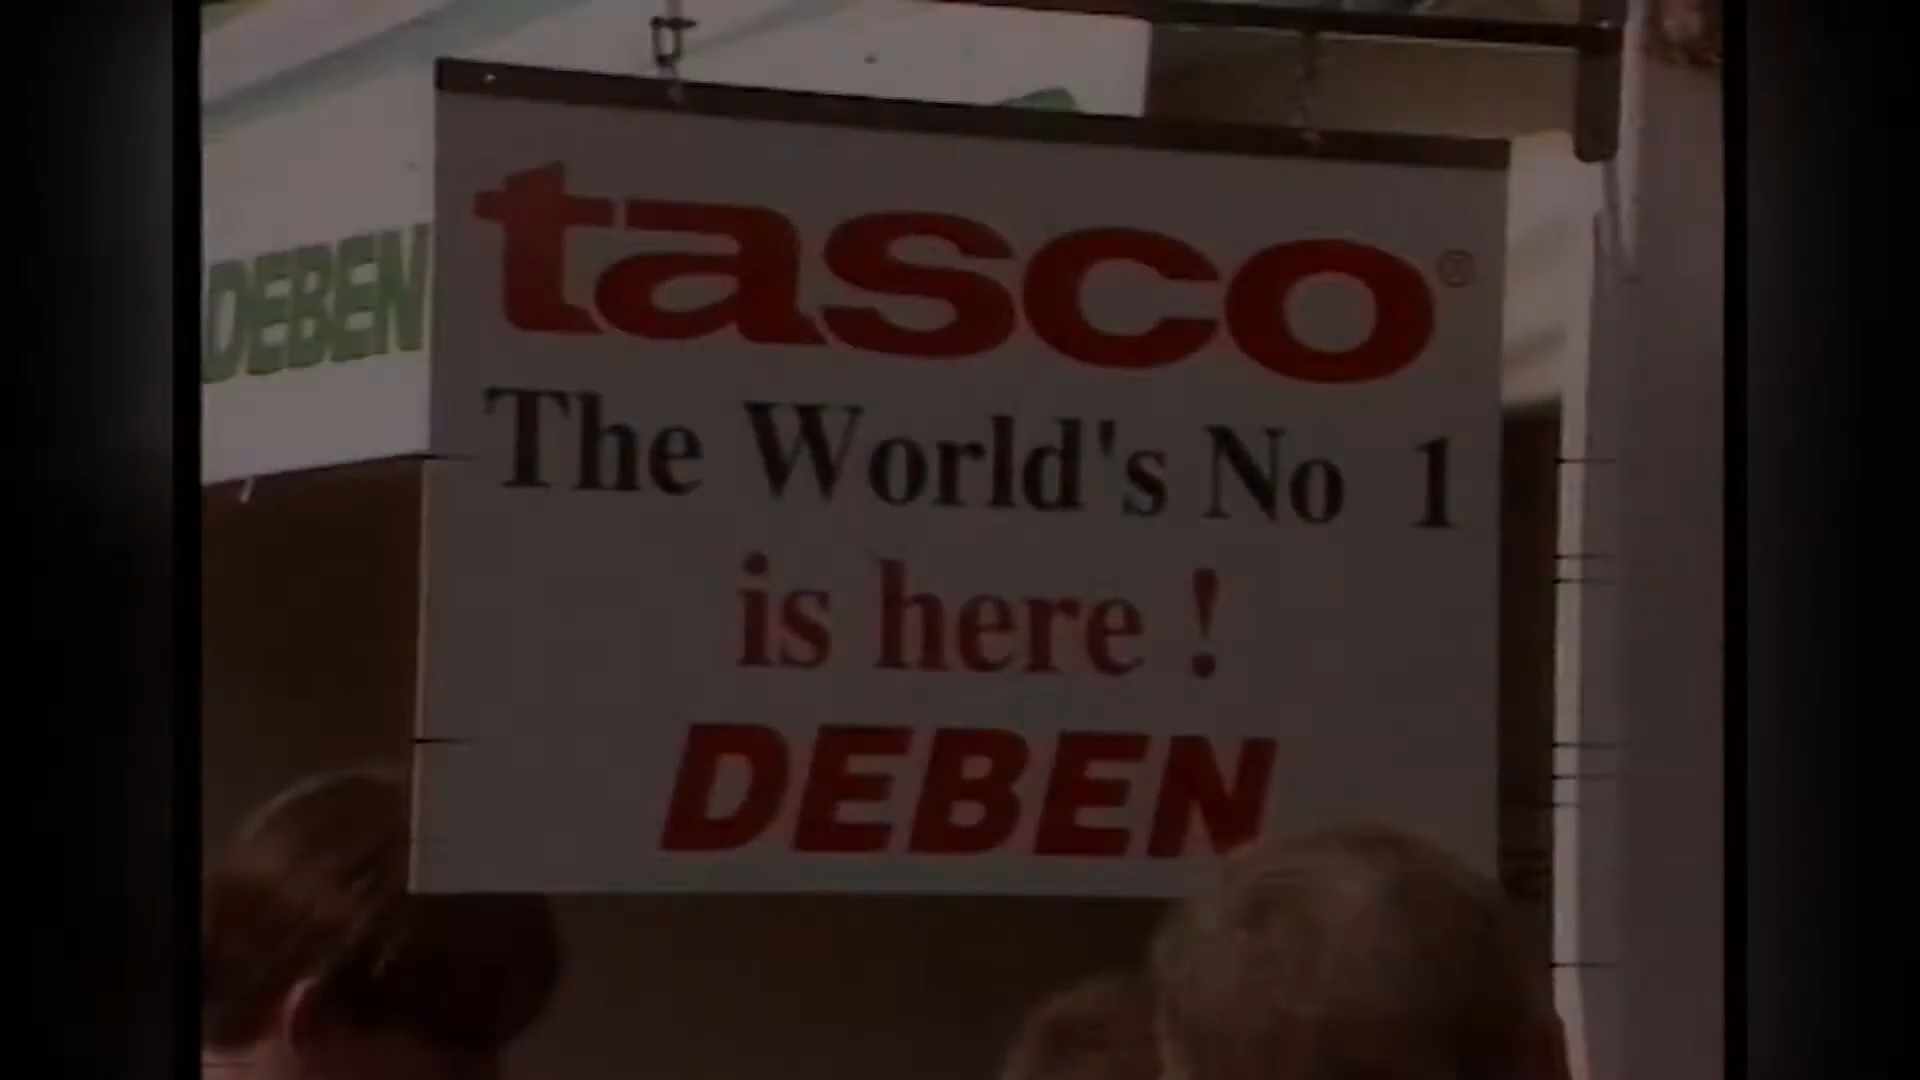 DEBEN
tasco®
The World's No 1
is here !
DEBEN